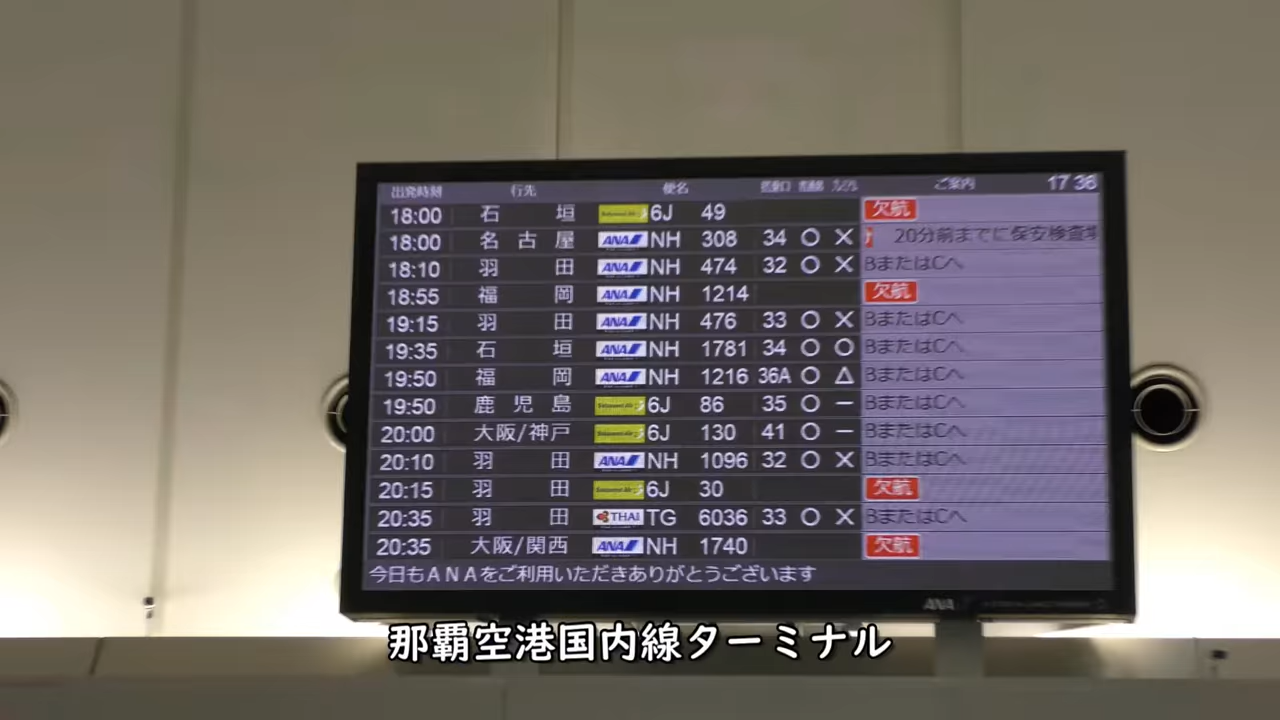 出発時刻 行先 便名 搭乗口 ご案内 17 36
18:00 石垣 6J 49 欠航
18:00 名古屋 ANA NH 308 34 ○ × 20分前までに保安検査場
18:10 羽田 ANA NH 474 32 ○ × BまたはCへ
18:55 福岡 ANA NH 1214 欠航
19:15 羽田 ANA NH 476 33 ○ × BまたはCへ
19:35 石垣 ANA NH 1781 34 ○ ○ BまたはCへ
19:50 福岡 ANA NH 1216 36A ○ △ BまたはCへ
19:50 鹿児島 6J 86 35 ○ − BまたはCへ
20:00 大阪/神戸 6J 130 41 ○ − BまたはCへ
20:10 羽田 ANA NH 1096 32 ○ × BまたはCへ
20:15 羽田 6J 30 欠航
20:35 羽田 THAI TG 6036 33 ○ × BまたはCへ
20:35 大阪/関西 ANA NH 1740 欠航
今日もANAをご利用いただきありがとうございます
ANA
那覇空港国内線ターミナル